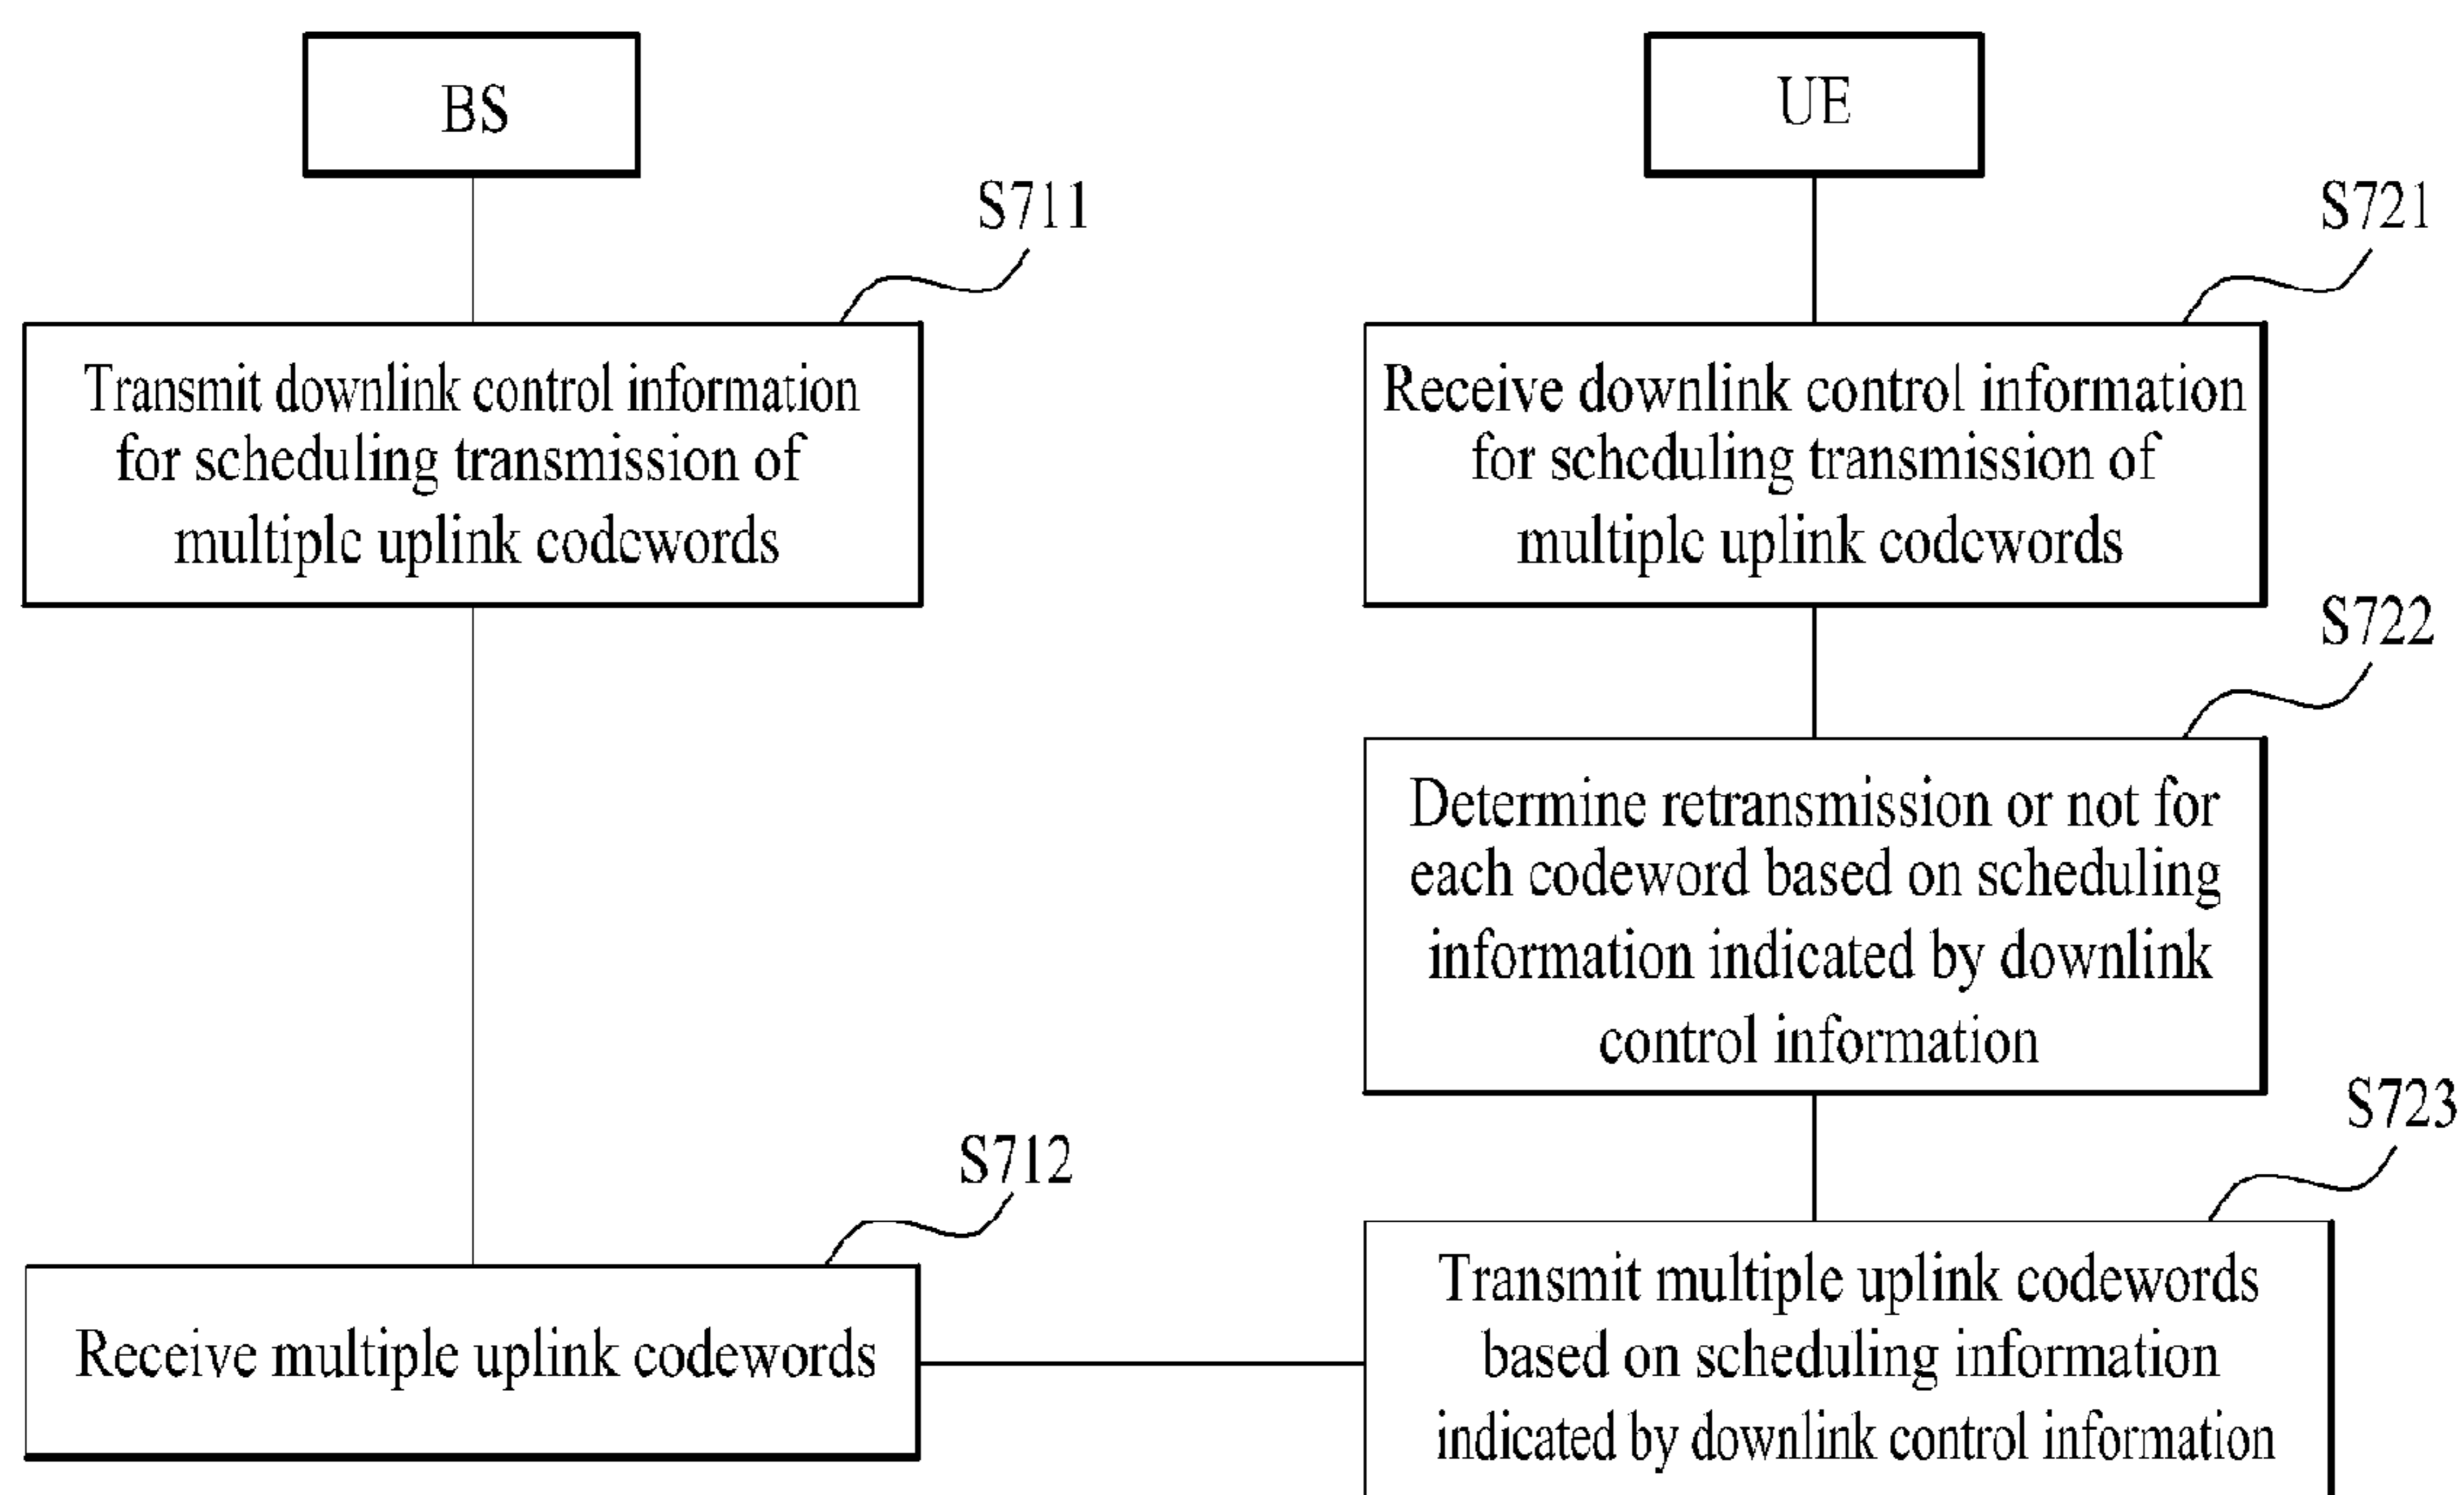 BS
UE
S711
S721
Transmit downlink control information
for scheduling transmission of
multiple uplink codewords
Receive downlink control information
for scheduling transmission of
multiple uplink codewords
S722
Determine retransmission or not for
each codeword based on scheduling
information indicated by downlink
control information
S723
S712
Receive multiple uplink codewords
Transmit multiple uplink codewords
based on scheduling information
indicated by downlink control information